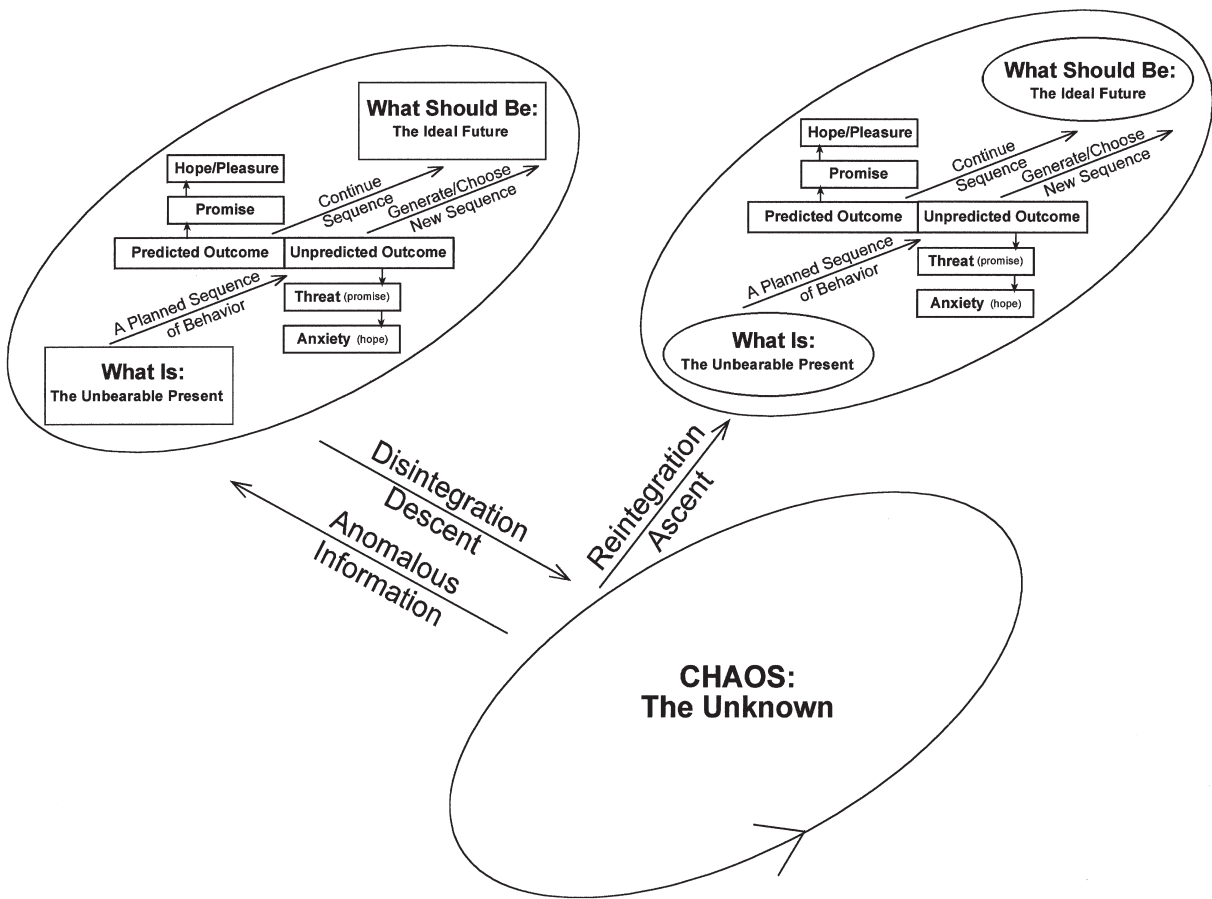 What Should Be:
The Ideal Future
Hope/Pleasure
Promise
Continue
Sequence
Generate/Choose
New Sequence
Predicted Outcome
Unpredicted Outcome
A Planned Sequence
of Behavior
Threat (promise)
Anxiety (hope)
What Is:
The Unbearable Present
What Should Be:
The Ideal Future
Hope/Pleasure
Promise
Continue
Sequence
Generate/Choose
New Sequence
Predicted Outcome
Unpredicted Outcome
A Planned Sequence
of Behavior
Threat (promise)
Anxiety (hope)
What Is:
The Unbearable Present
Disintegration
Descent
Anomalous
Information
Reintegration
Ascent
CHAOS:
The Unknown